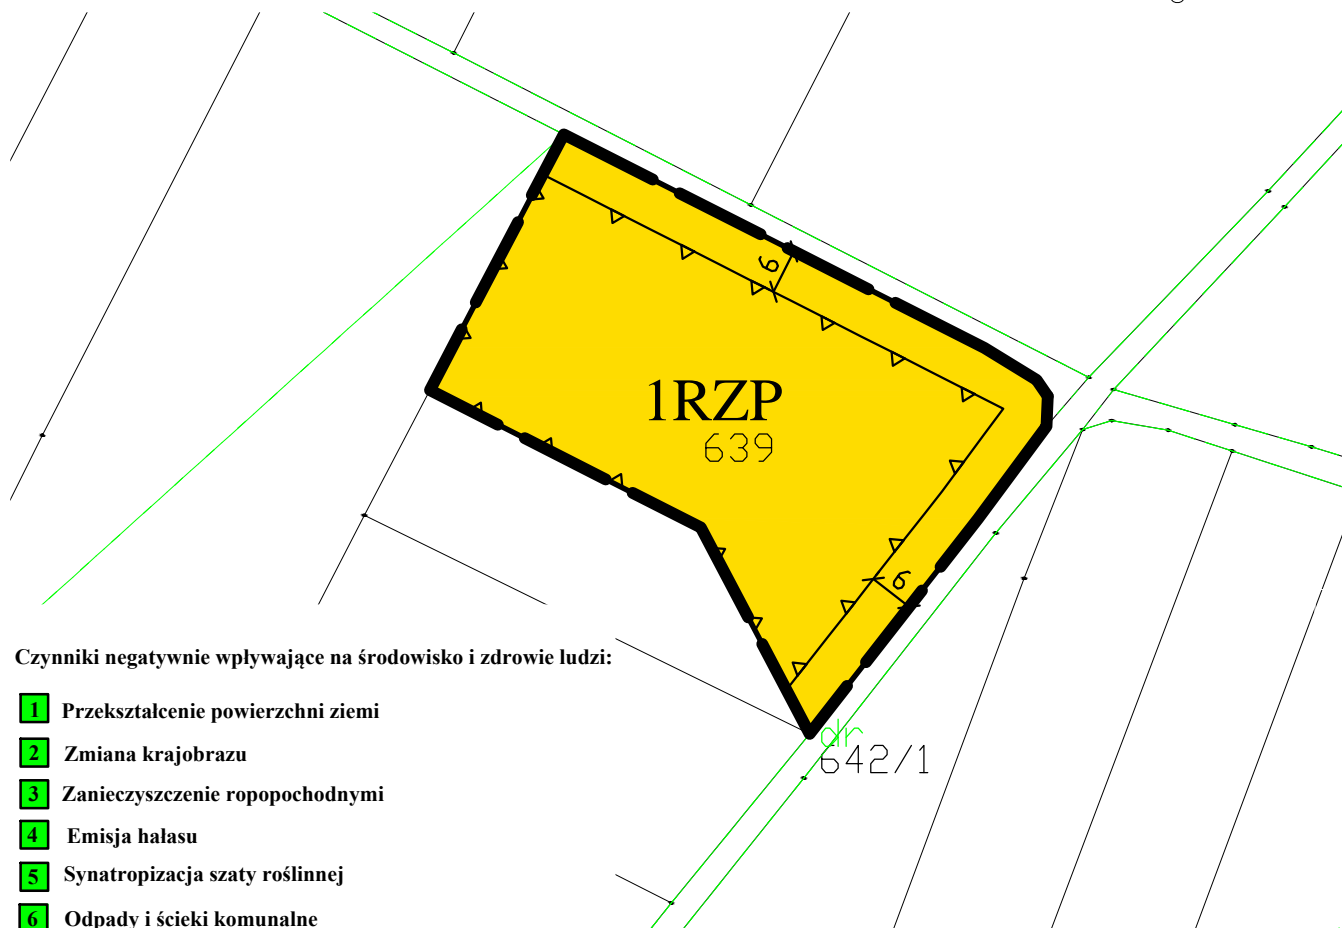 6
1RZP
639
6
dr
642/1
Czynniki negatywnie wpływające na środowisko i zdrowie ludzi:
1 Przekształcenie powierzchni ziemi
2 Zmiana krajobrazu
3 Zanieczyszczenie ropopochodnymi
4 Emisja hałasu
5 Synatropizacja szaty roślinnej
6 Odpady i ścieki komunalne